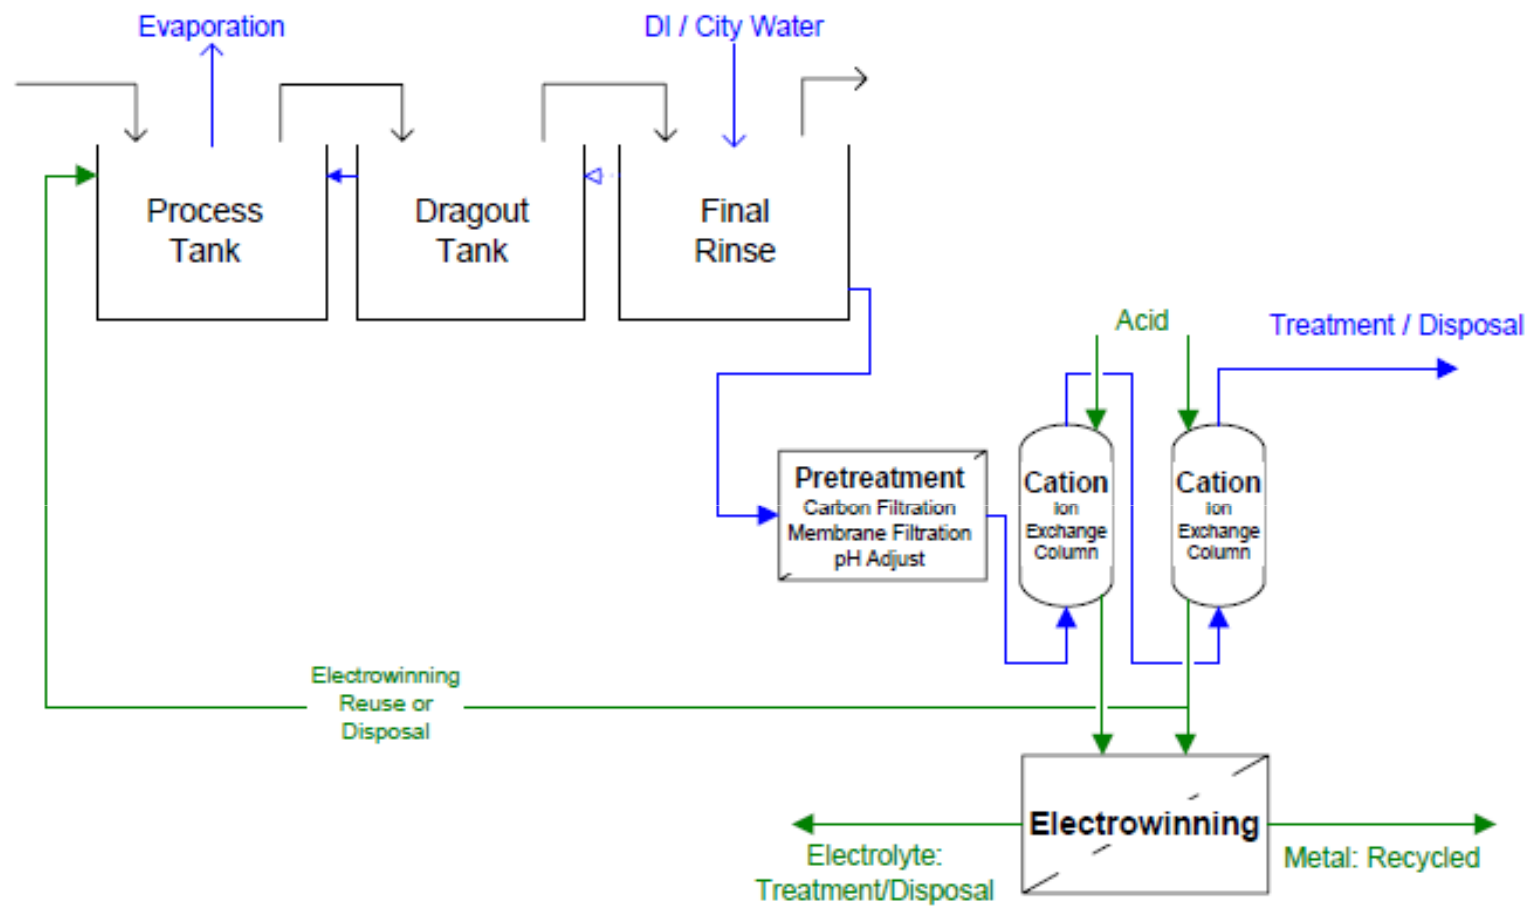 Evaporation
DI / City Water
Process
Tank
Dragout
Tank
Final
Rinse
Acid
Treatment / Disposal
Pretreatment
Carbon Filtration
Membrane Filtration
pH Adjust
Cation
Ion
Exchange
Column
Cation
Ion
Exchange
Column
Electrowinning
Reuse or
Disposal
Electrowinning
Electrolyte:
Treatment/Disposal
Metal: Recycled